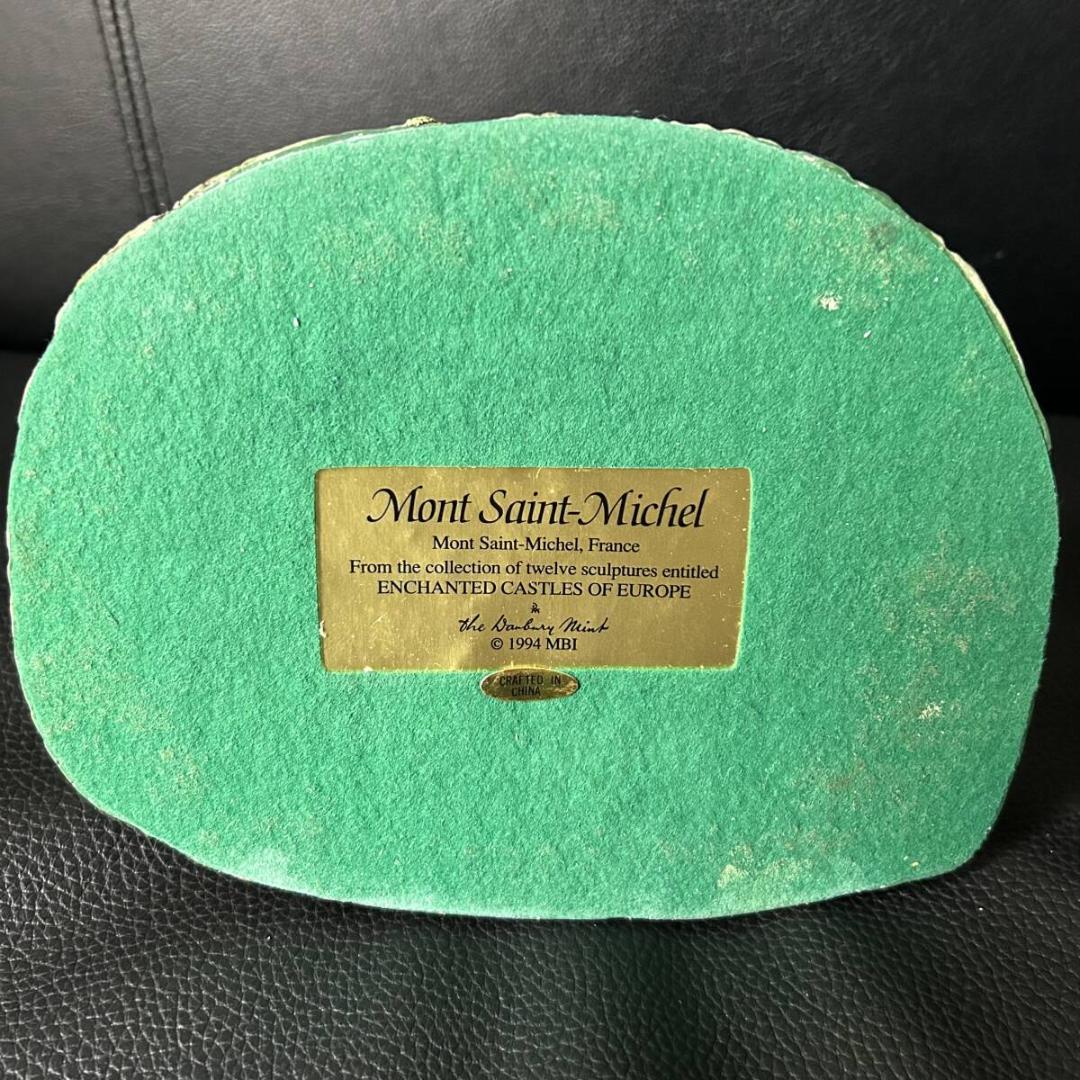 Mont Saint-Michel
Mont Saint-Michel, France
From the collection of twelve sculptures entitled
ENCHANTED CASTLES OF EUROPE
The Danbury Mint
© 1994 MBI
CRAFTED IN
CHINA